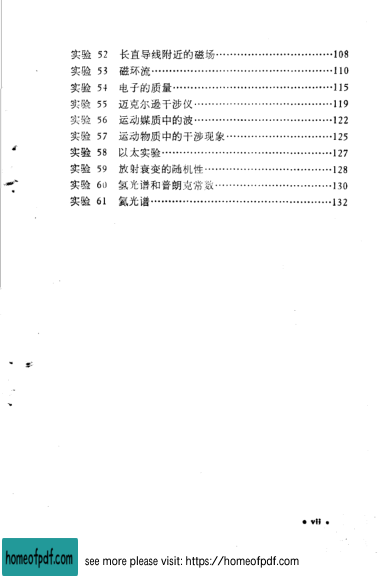 实验 52 长直导线附近的磁场……………………………108
实验 53 磁环流……………………………………………110
实验 54 电子的质量………………………………………115
实验 55 迈克尔逊干涉仪…………………………………119
实验 56 运动媒质中的波…………………………………122
实验 57 运动物质中的干涉现象…………………………125
实验 58 以太实验…………………………………………127
实验 59 放射衰变的随机性………………………………128
实验 60 氢光谱和普朗克常数……………………………130
实验 61 氦光谱……………………………………………132
• vii •
homeofpdf.com
see more please visit: https://homeofpdf.com